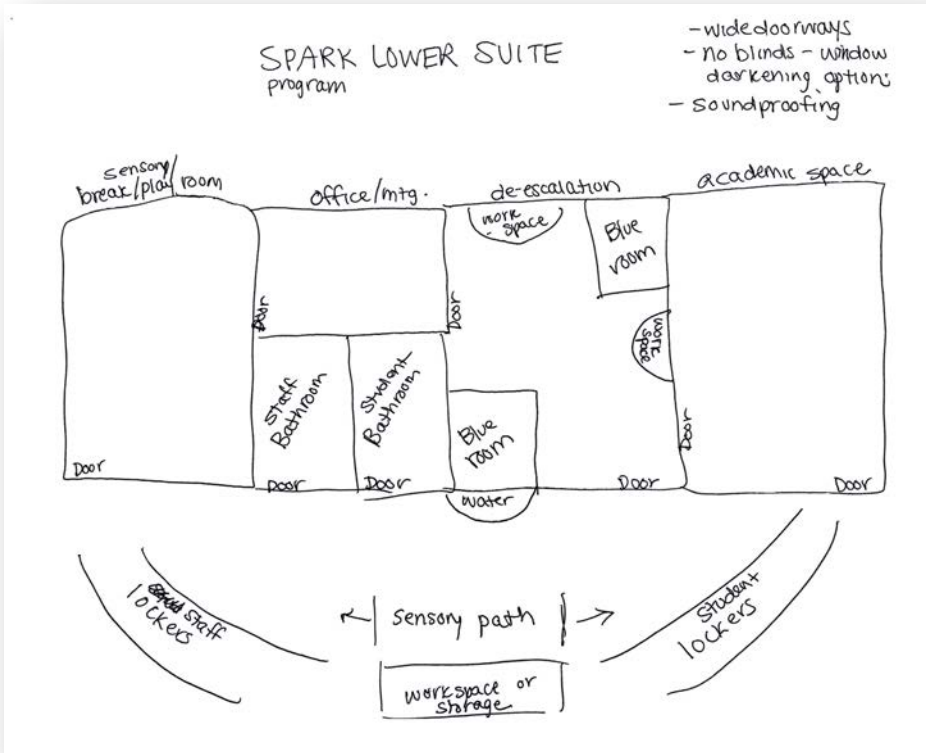 SPARK LOWER SUITE
program
- wide doorways
- no blinds - window
darkening options
- soundproofing
sensory/
break/play room
office/mtg.
de-escalation
academic space
work
space
Blue
room
Door
Door
work
space
Staff
Bathroom
Student
Bathroom
Blue
room
Door
Door
Door
Door
water
Door
Door
Staff
lockers
sensory path
student
lockers
workspace or
storage